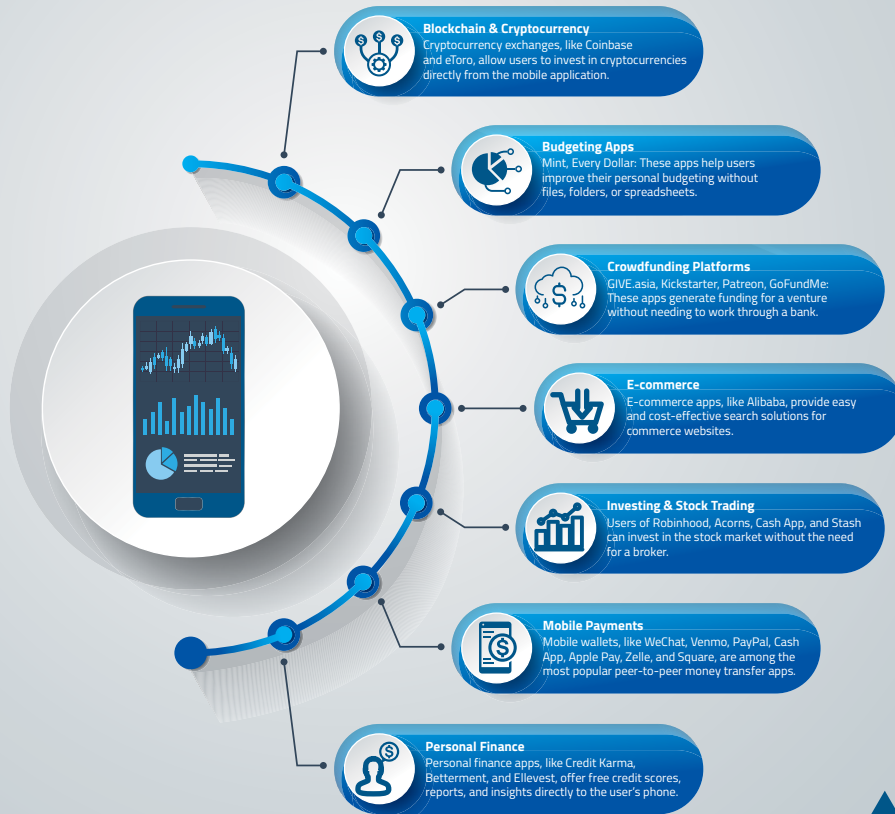 Blockchain & Cryptocurrency
Cryptocurrency exchanges, like Coinbase
and eToro, allow users to invest in cryptocurrencies
directly from the mobile application.
Budgeting Apps
Mint, Every Dollar: These apps help users
improve their personal budgeting without
files, folders, or spreadsheets.
Crowdfunding Platforms
GIVE.asia, Kickstarter, Patreon, GoFundMe:
These apps generate funding for a venture
without needing to work through a bank.
E-commerce
E-commerce apps, like Alibaba, provide easy
and cost-effective search solutions for
commerce websites.
Investing & Stock Trading
Users of Robinhood, Acorns, Cash App, and Stash
can invest in the stock market without the need
for a broker.
Mobile Payments
Mobile wallets, like WeChat, Venmo, PayPal, Cash
App, Apple Pay, Zelle, and Square, are among the
most popular peer-to-peer money transfer apps.
Personal Finance
Personal finance apps, like Credit Karma,
Betterment, and Ellevest, offer free credit scores,
reports, and insights directly to the user's phone.